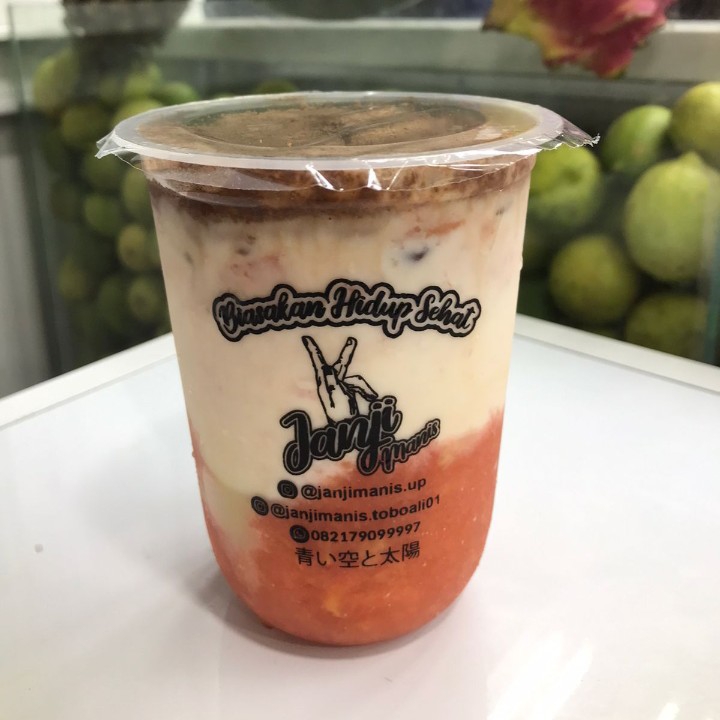 Biasakan Hidup Sehat
Janji
Manis
@janjimanis.up
@janjimanis.toboali01
082179099997
青い空と太陽